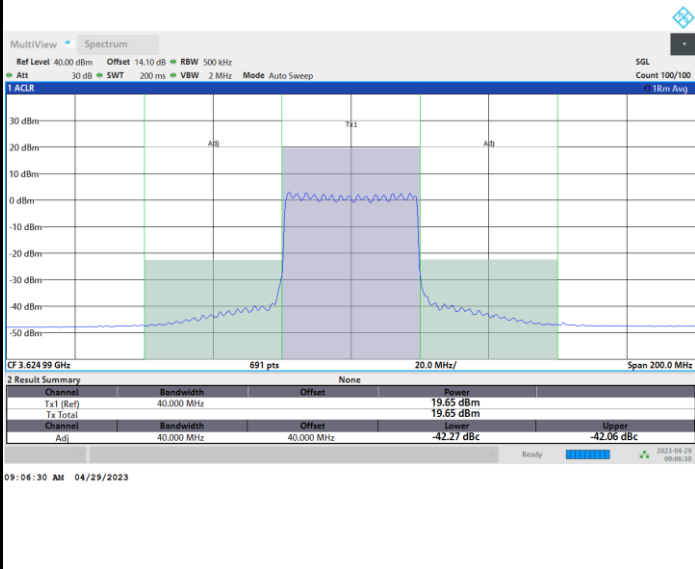 MultiView Spectrum
Ref Level 40.00 dBm Offset 14.10 dB RBW 500 kHz SGL
Att 30 dB SWT 200 ms VBW 2 MHz Mode Auto Sweep Count 100/100
1 ACLR 1Rm Avg
30 dBm
Tx1
20 dBm
Adj Adj
10 dBm
0 dBm
-10 dBm
-20 dBm
-30 dBm
-40 dBm
-50 dBm
CF 3.624 99 GHz 691 pts 20.0 MHz/ Span 200.0 MHz
2 Result Summary None
Channel Bandwidth Offset Power
Tx1 (Ref) 40.000 MHz 19.65 dBm
Tx Total 19.65 dBm
Channel Bandwidth Offset Lower Upper
Adj 40.000 MHz 40.000 MHz -42.27 dBc -42.06 dBc
Ready 2023-04-29
09:06:30
09:06:30 AM 04/29/2023